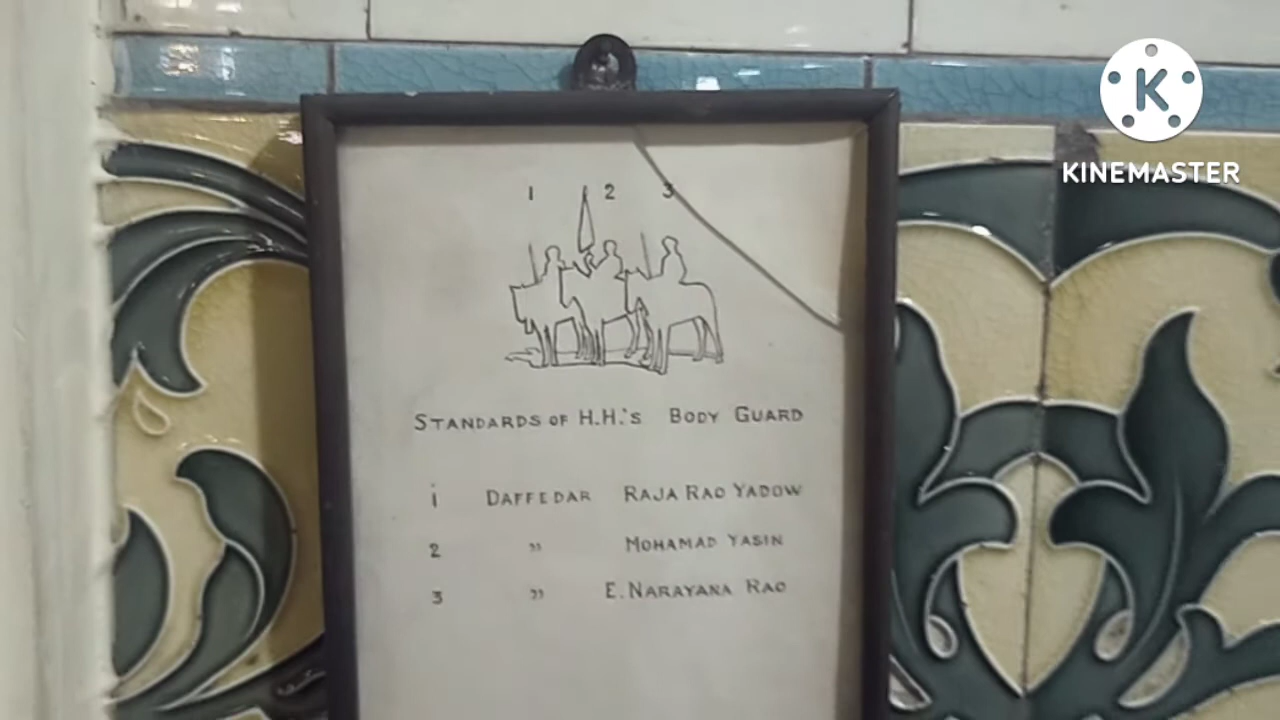 K
KINEMASTER
1 2 3
STANDARDS OF H.H.'S BODY GUARD
1 DAFFEDAR RAJA RAO YADOW
2 " MOHAMAD YASIN
3 " E. NARAYANA RAO